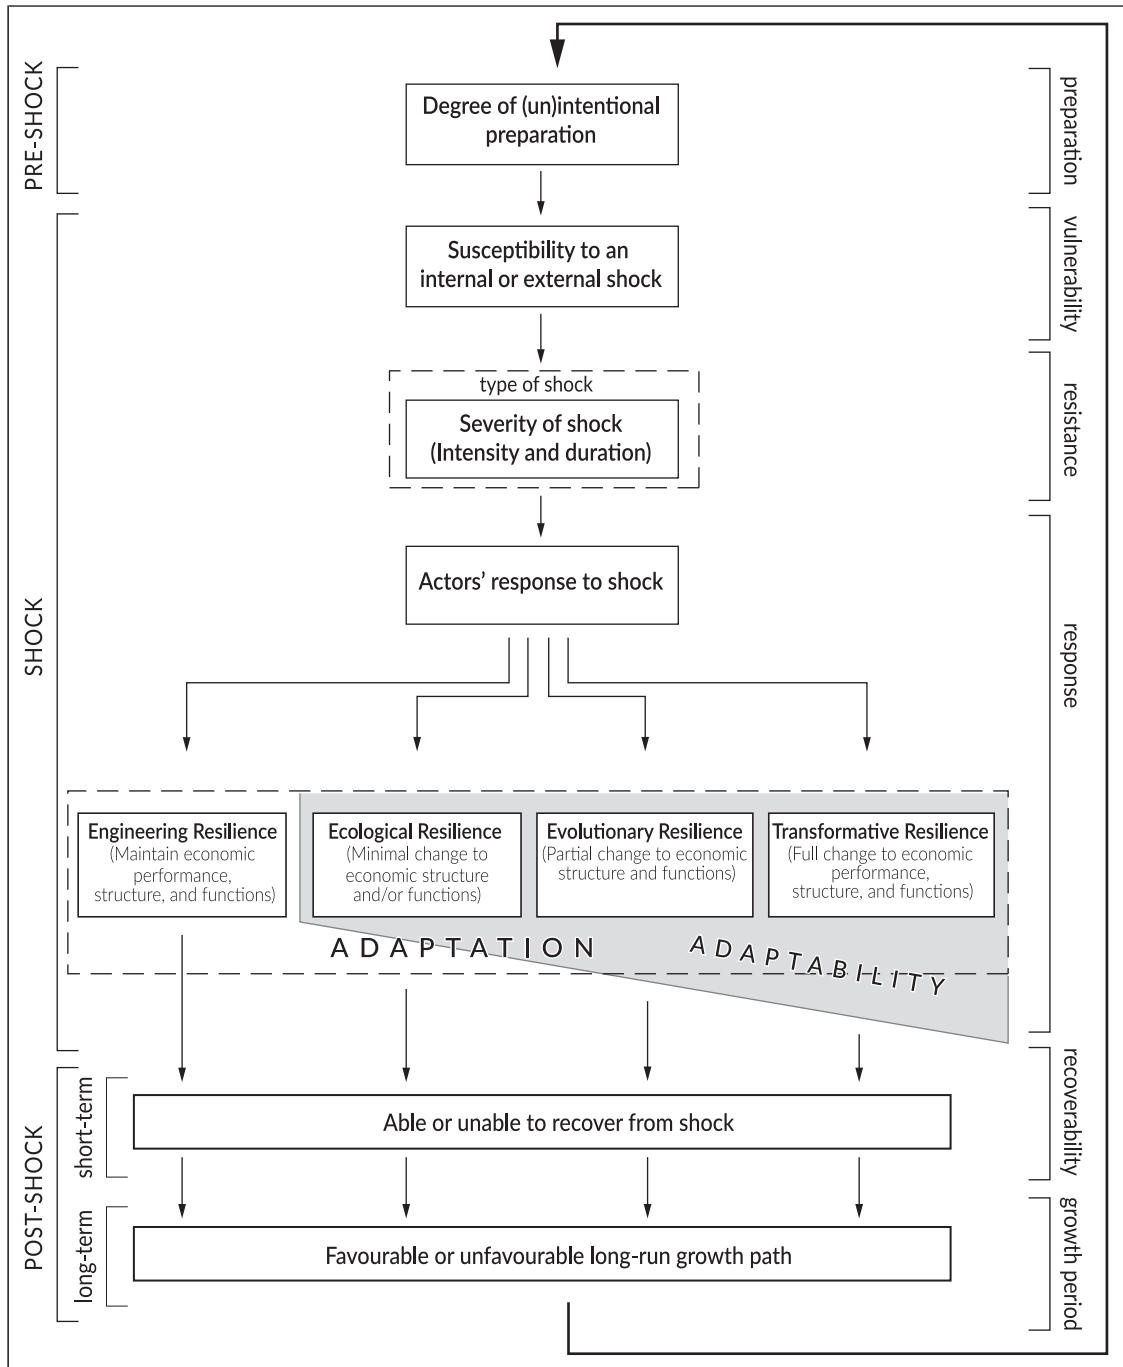 PRE-SHOCK
Degree of (un)intentional
preparation
preparation
SHOCK
Susceptibility to an
internal or external shock
vulnerability
type of shock
Severity of shock
(Intensity and duration)
resistance
Actors’ response to shock
response
Engineering Resilience
(Maintain economic
performance,
structure, and functions)
Ecological Resilience
(Minimal change to
economic structure
and/or functions)
Evolutionary Resilience
(Partial change to economic
structure and functions)
Transformative Resilience
(Full change to economic
performance,
structure, and functions)
ADAPTATION
ADAPTABILITY
POST-SHOCK
short-term
Able or unable to recover from shock
recoverability
long-term
Favourable or unfavourable long-run growth path
growth period